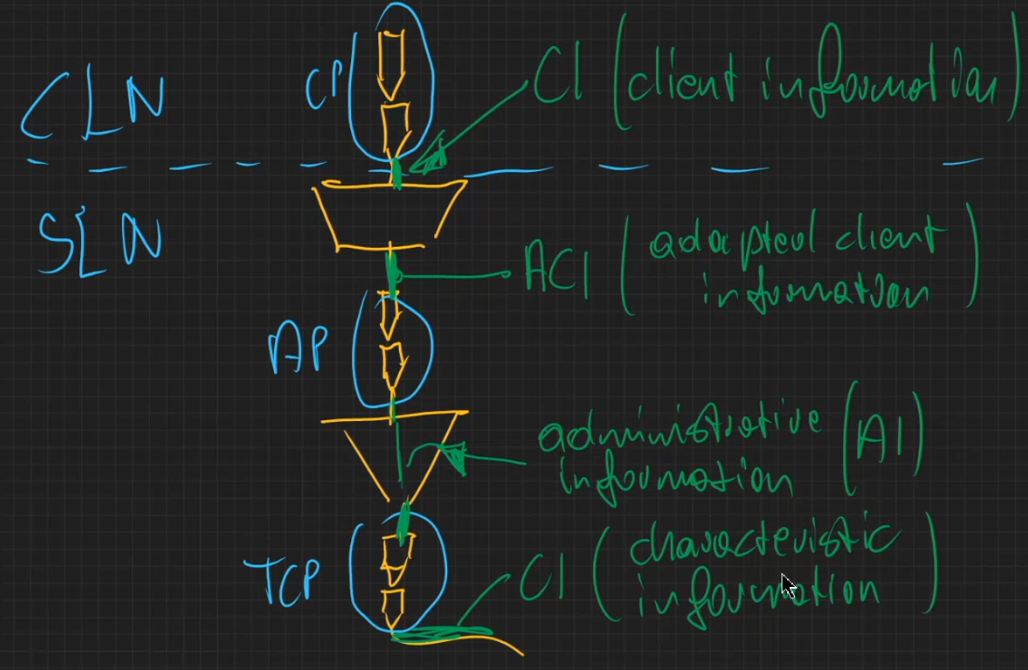 CLN
CP
CI (client information)
SLN
ACI (adapted client
information)
AP
administrative (AI)
information
TCP
CI (characteristic
information)